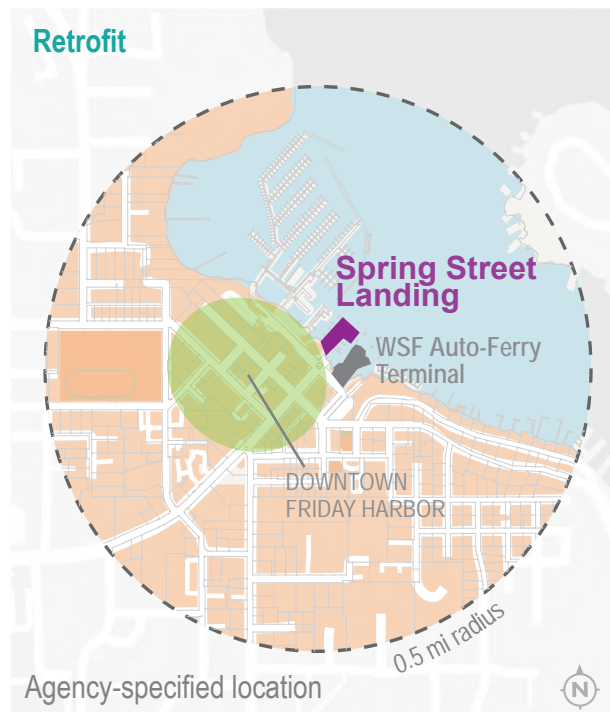 Retrofit
Spring Street
Landing
WSF Auto-Ferry
Terminal
DOWNTOWN
FRIDAY HARBOR
0.5 mi radius
Agency-specified location
N